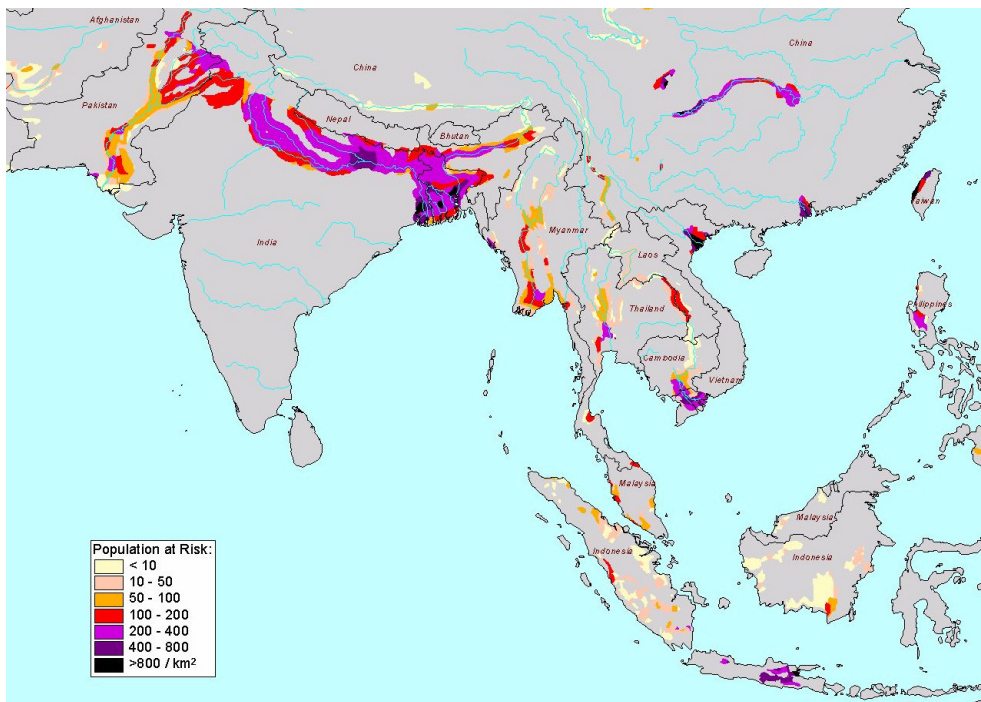 Afghanistan
China
China
Pakistan
Nepal
Bhutan
Taiwan
India
Myanmar
Laos
Thailand
Philippines
Cambodia
Vietnam
Malaysia
Malaysia
Indonesia
Indonesia
Population at Risk:
< 10
10 - 50
50 - 100
100 - 200
200 - 400
400 - 800
>800 / km²